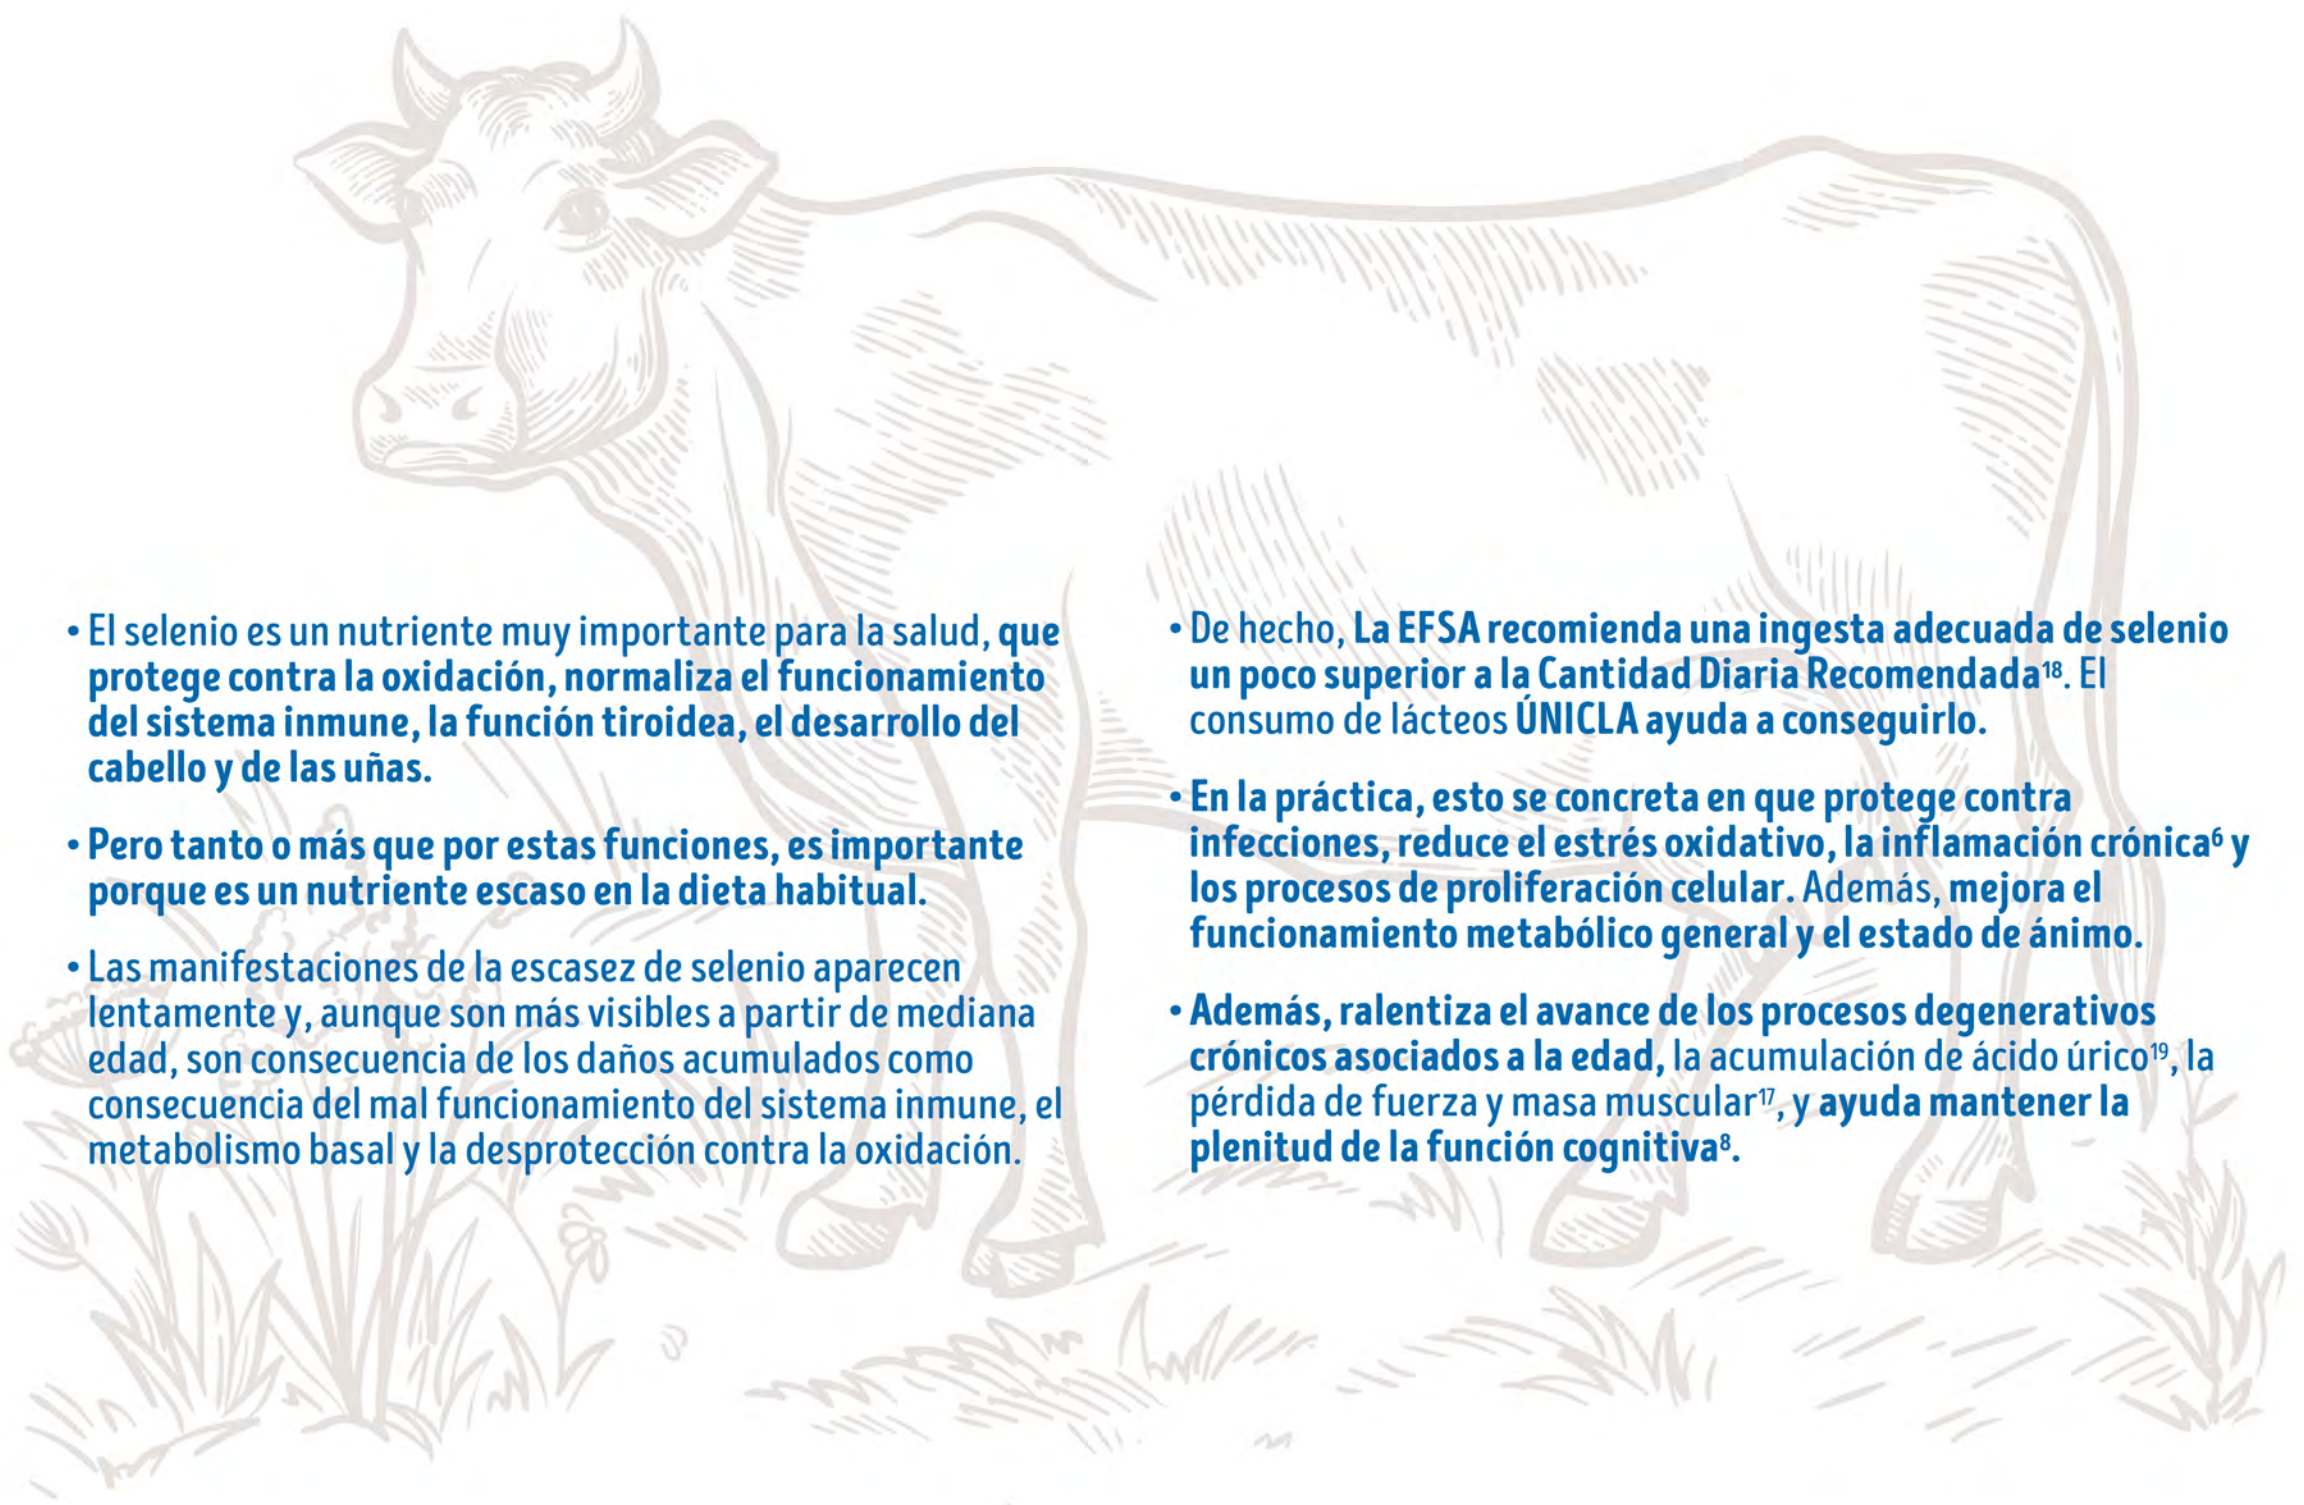 • El selenio es un nutriente muy importante para la salud, que
protege contra la oxidación, normaliza el funcionamiento
del sistema inmune, la función tiroidea, el desarrollo del
cabello y de las uñas.
• Pero tanto o más que por estas funciones, es importante
porque es un nutriente escaso en la dieta habitual.
• Las manifestaciones de la escasez de selenio aparecen
lentamente y, aunque son más visibles a partir de mediana
edad, son consecuencia de los daños acumulados como
consecuencia del mal funcionamiento del sistema inmune, el
metabolismo basal y la desprotección contra la oxidación.
• De hecho, La EFSA recomienda una ingesta adecuada de selenio
un poco superior a la Cantidad Diaria Recomendada¹⁸. El
consumo de lácteos ÚNICLA ayuda a conseguirlo.
• En la práctica, esto se concreta en que protege contra
infecciones, reduce el estrés oxidativo, la inflamación crónica⁶ y
los procesos de proliferación celular. Además, mejora el
funcionamiento metabólico general y el estado de ánimo.
• Además, ralentiza el avance de los procesos degenerativos
crónicos asociados a la edad, la acumulación de ácido úrico¹⁹, la
pérdida de fuerza y masa muscular¹⁷, y ayuda mantener la
plenitud de la función cognitiva⁸.